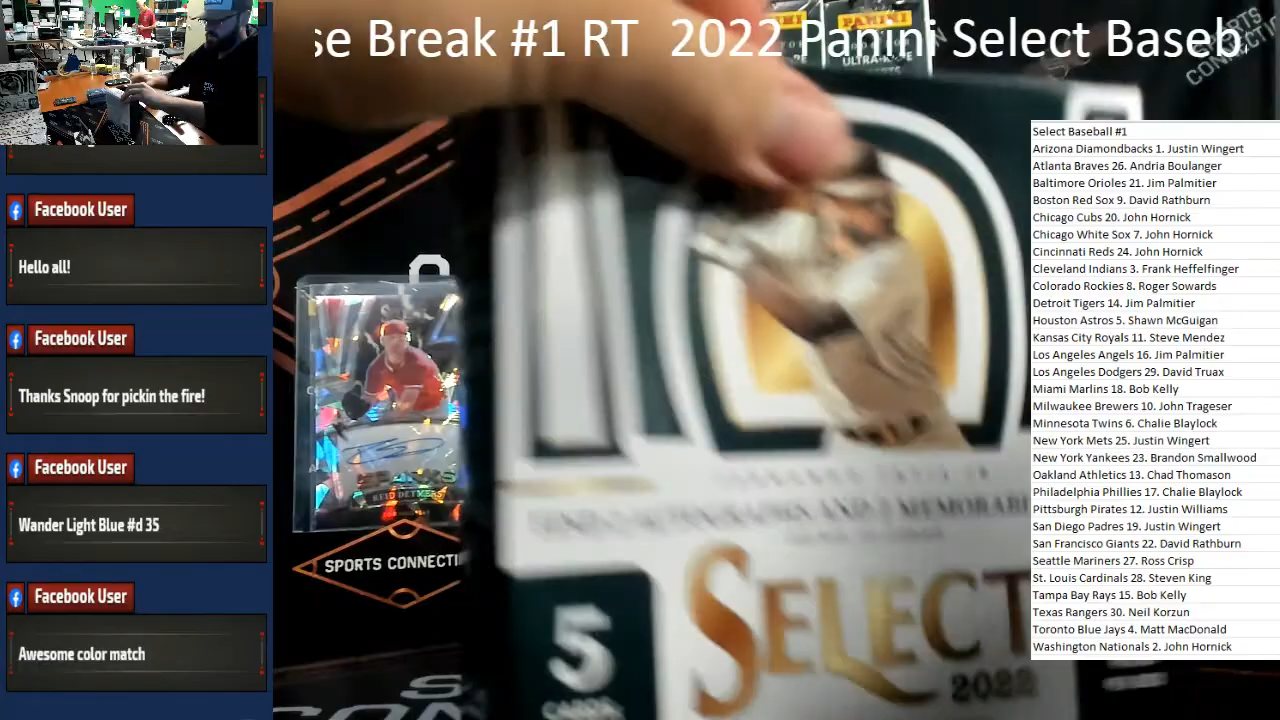 se Break #1 RT 2022 Panini Select Baseb
PANINI
PANINI
ULTRA-
SPORTS
CONNECTI
Facebook User
Hello all!
Facebook User
Thanks Snoop for pickin the fire!
Facebook User
Wander Light Blue #d 35
Facebook User
Awesome color match
REID DETMERS
SPORTS CONNECTI
SELECT
2022
5
CARDS
Select Baseball #1
Arizona Diamondbacks 1. Justin Wingert
Atlanta Braves 26. Andria Boulanger
Baltimore Orioles 21. Jim Palmitier
Boston Red Sox 9. David Rathburn
Chicago Cubs 20. John Hornick
Chicago White Sox 7. John Hornick
Cincinnati Reds 24. John Hornick
Cleveland Indians 3. Frank Heffelfinger
Colorado Rockies 8. Roger Sowards
Detroit Tigers 14. Jim Palmitier
Houston Astros 5. Shawn McGuigan
Kansas City Royals 11. Steve Mendez
Los Angeles Angels 16. Jim Palmitier
Los Angeles Dodgers 29. David Truax
Miami Marlins 18. Bob Kelly
Milwaukee Brewers 10. John Trageser
Minnesota Twins 6. Chalie Blaylock
New York Mets 25. Justin Wingert
New York Yankees 23. Brandon Smallwood
Oakland Athletics 13. Chad Thomason
Philadelphia Phillies 17. Chalie Blaylock
Pittsburgh Pirates 12. Justin Williams
San Diego Padres 19. Justin Wingert
San Francisco Giants 22. David Rathburn
Seattle Mariners 27. Ross Crisp
St. Louis Cardinals 28. Steven King
Tampa Bay Rays 15. Bob Kelly
Texas Rangers 30. Neil Korzun
Toronto Blue Jays 4. Matt MacDonald
Washington Nationals 2. John Hornick